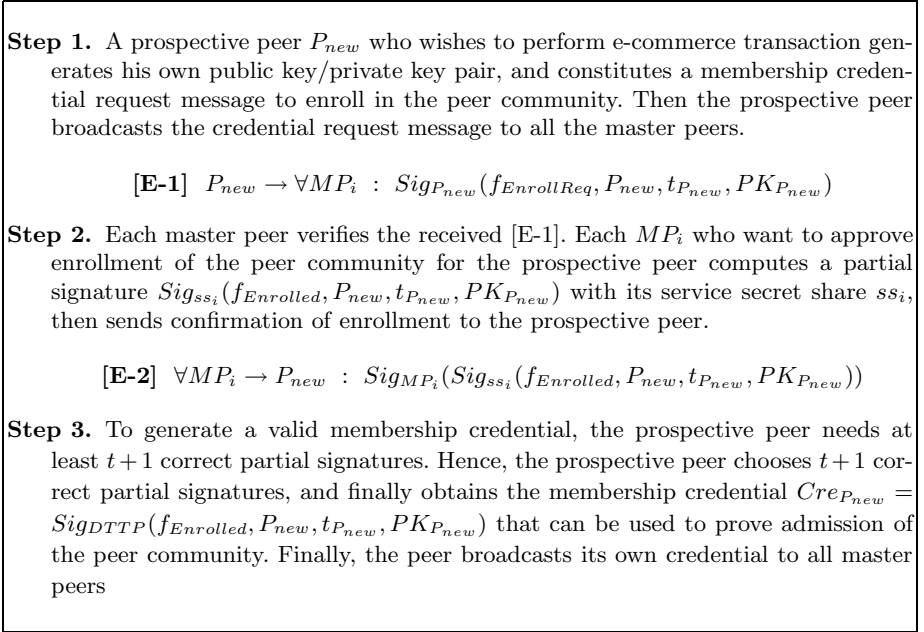 Step 1. A prospective peer P_new who wishes to perform e-commerce transaction gen-
erates his own public key/private key pair, and constitutes a membership creden-
tial request message to enroll in the peer community. Then the prospective peer
broadcasts the credential request message to all the master peers.
[E-1] P_new → ∀MP_i : Sig_{P_new}(f_EnrollReq, P_new, t_{P_new}, PK_{P_new})
Step 2. Each master peer verifies the received [E-1]. Each MP_i who want to approve
enrollment of the peer community for the prospective peer computes a partial
signature Sig_{ss_i}(f_Enrolled, P_new, t_{P_new}, PK_{P_new}) with its service secret share ss_i,
then sends confirmation of enrollment to the prospective peer.
[E-2] ∀MP_i → P_new : Sig_{MP_i}(Sig_{ss_i}(f_Enrolled, P_new, t_{P_new}, PK_{P_new}))
Step 3. To generate a valid membership credential, the prospective peer needs at
least t + 1 correct partial signatures. Hence, the prospective peer chooses t + 1 cor-
rect partial signatures, and finally obtains the membership credential Cre_{P_new} =
Sig_DTTP(f_Enrolled, P_new, t_{P_new}, PK_{P_new}) that can be used to prove admission of
the peer community. Finally, the peer broadcasts its own credential to all master
peers